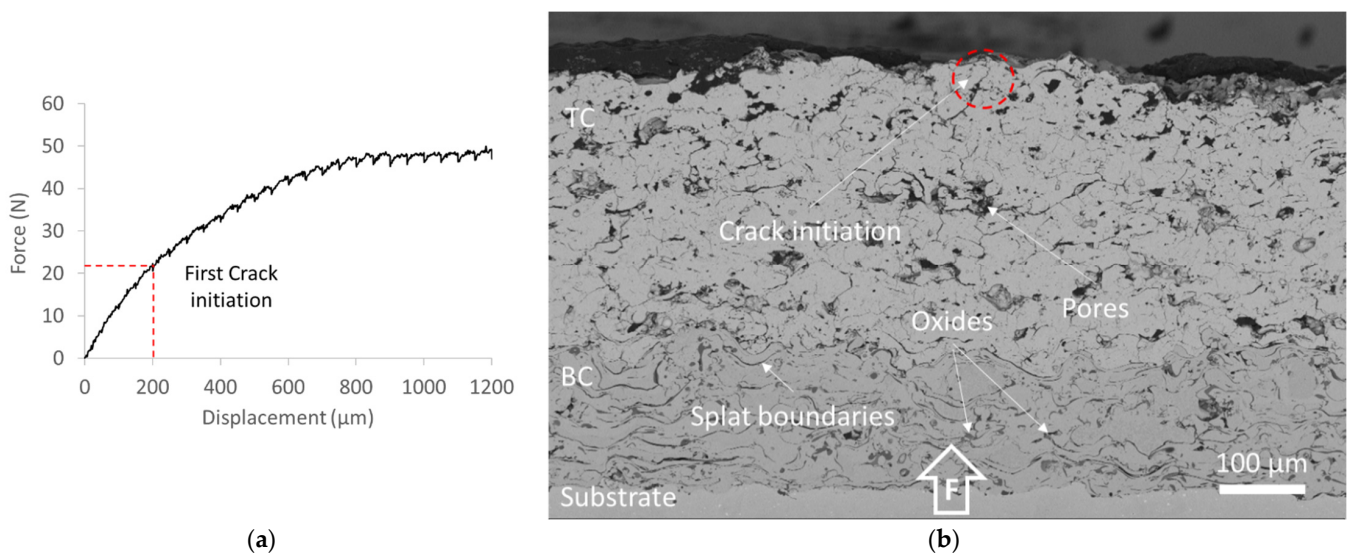 60
50
40
30
20
10
0
Force (N)
First Crack
initiation
0 200 400 600 800 1000 1200
Displacement (µm)
(a)
TC
Crack initiation
Pores
Oxides
BC
Splat boundaries
100 µm
F
Substrate
(b)